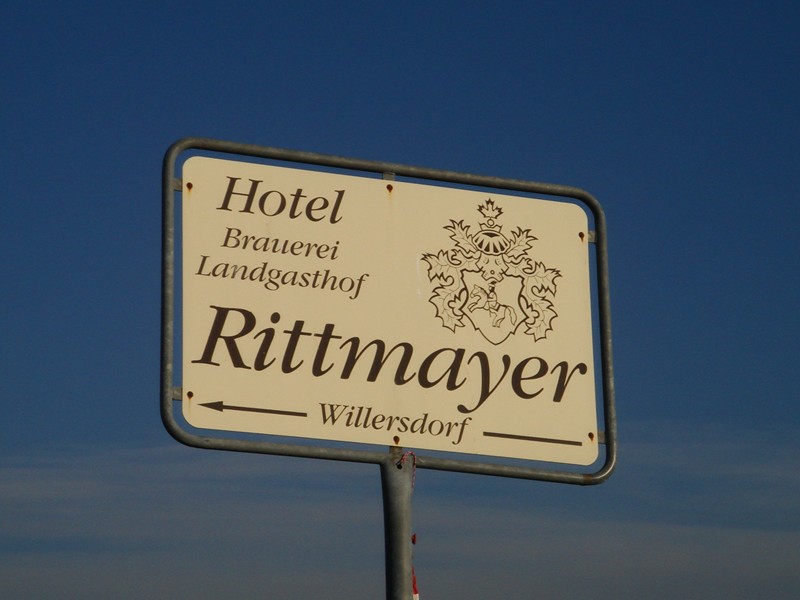 Hotel
Brauerei
Landgasthof
Rittmayer
Willersdorf